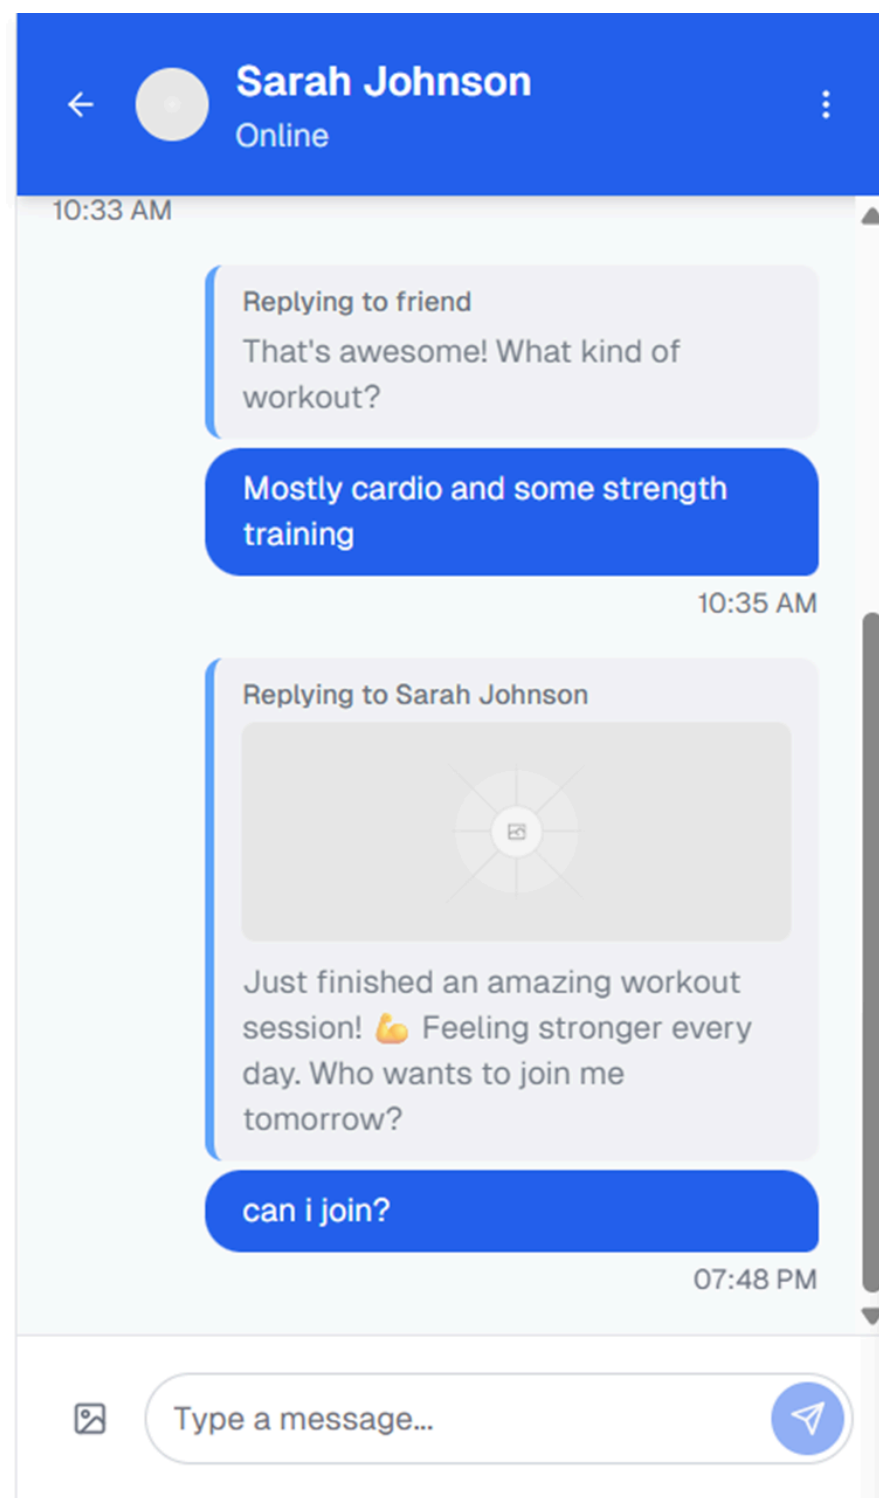 Sarah Johnson
Online
10:33 AM
Replying to friend
That's awesome! What kind of
workout?
Mostly cardio and some strength
training
10:35 AM
Replying to Sarah Johnson
Just finished an amazing workout
session! 💪 Feeling stronger every
day. Who wants to join me
tomorrow?
can i join?
07:48 PM
Type a message...